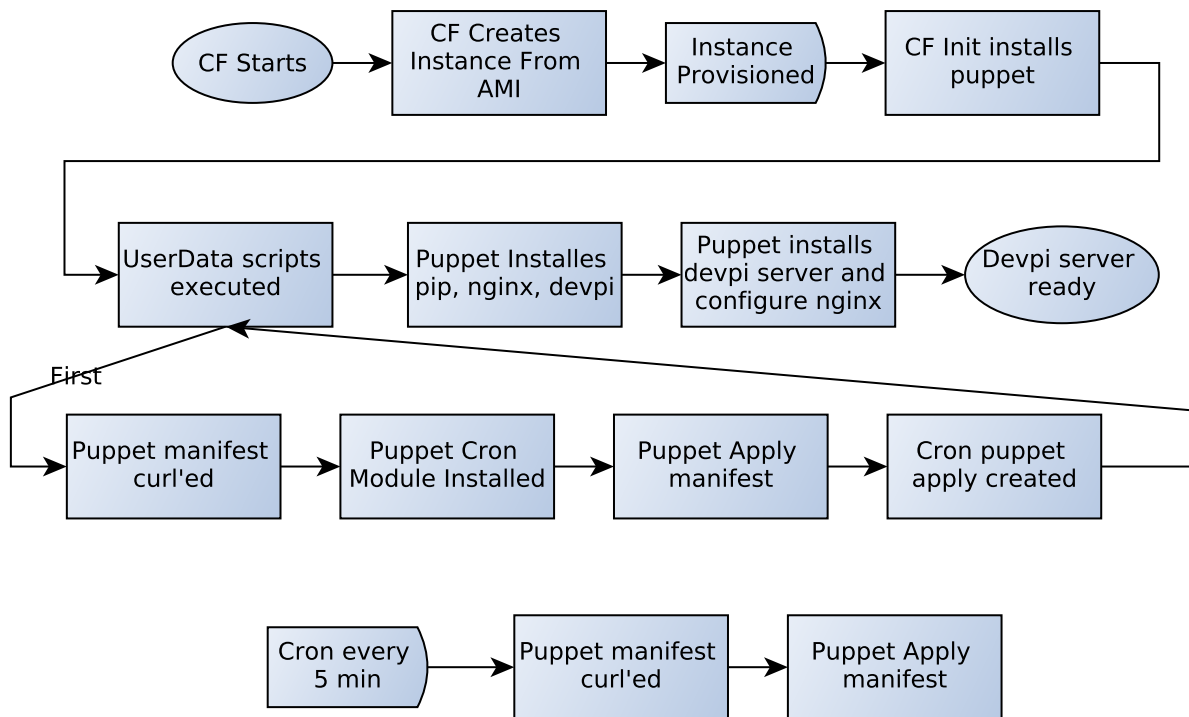 CF Starts
CF Creates
Instance From
AMI
Instance
Provisioned
CF Init installs
puppet
UserData scripts
executed
Puppet Installes
pip, nginx, devpi
Puppet installs
devpi server and
configure nginx
Devpi server
ready
First
Puppet manifest
curl'ed
Puppet Cron
Module Installed
Puppet Apply
manifest
Cron puppet
apply created
Cron every
5 min
Puppet manifest
curl'ed
Puppet Apply
manifest